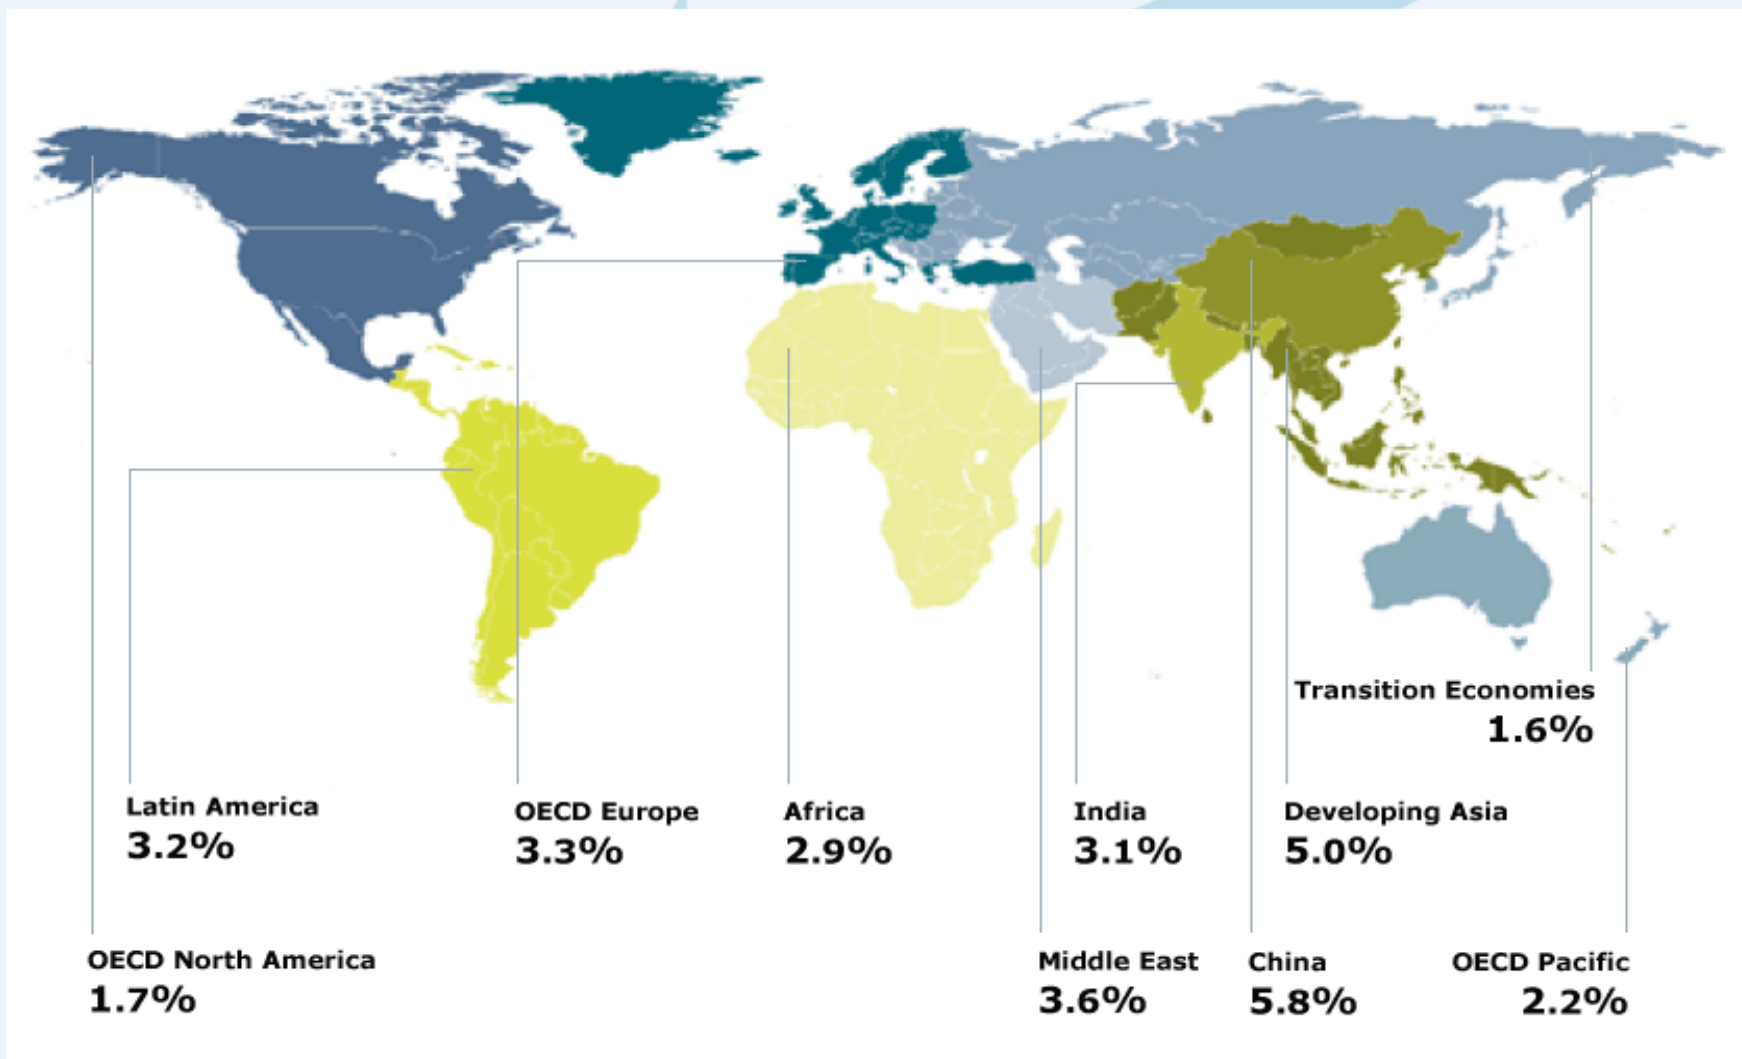 Transition Economies
1.6%
Latin America
3.2%
OECD Europe
3.3%
Africa
2.9%
India
3.1%
Developing Asia
5.0%
OECD North America
1.7%
Middle East
3.6%
China
5.8%
OECD Pacific
2.2%